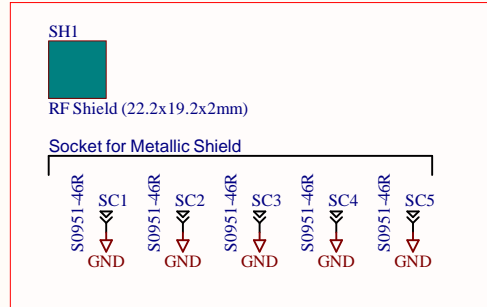 SH1
RF Shield (22.2x19.2x2mm)
Socket for Metallic Shield
S0951-46R SC1 S0951-46R SC2 S0951-46R SC3 S0951-46R SC4 S0951-46R SC5
GND GND GND GND GND